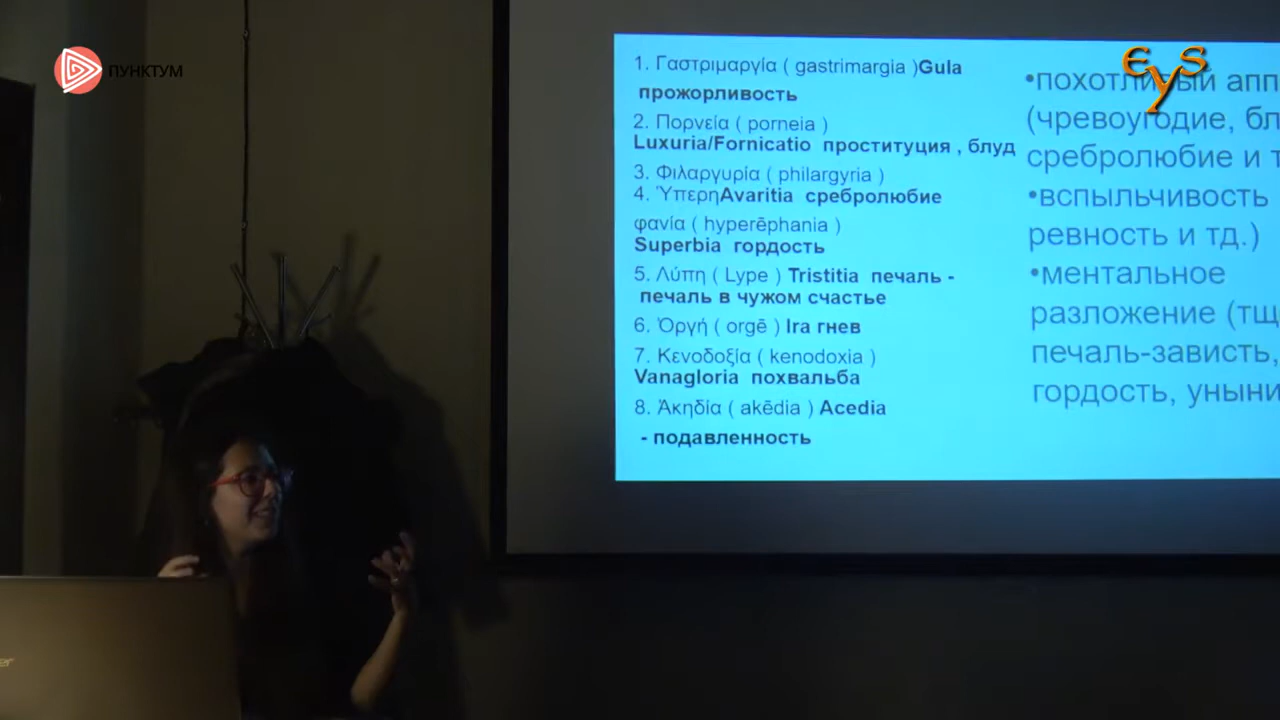 ПУНКТУМ
εys
1. Γαστριμαργία ( gastrimargia )Gula
прожорливость
2. Πορνεία ( porneia )
Luxuria/Fornicatio проституция , блуд
3. Φιλαργυρία ( philargyria )
4. Ὑπερη Avaritia сребролюбие
φανία ( hyperēphania )
Superbia гордость
5. Λύπη ( Lype ) Tristitia печаль -
печаль в чужом счастье
6. Ὀργή ( orgē ) Ira гнев
7. Κενοδοξία ( kenodoxia )
Vanagloria похвальба
8. Ἀκηδία ( akēdia ) Acedia
- подавленность
•похотливый апп
(чревоугодие, бл
сребролюбие и т
•вспыльчивость
ревность и тд.)
•ментальное
разложение (тщ
печаль-зависть,
гордость, уныни